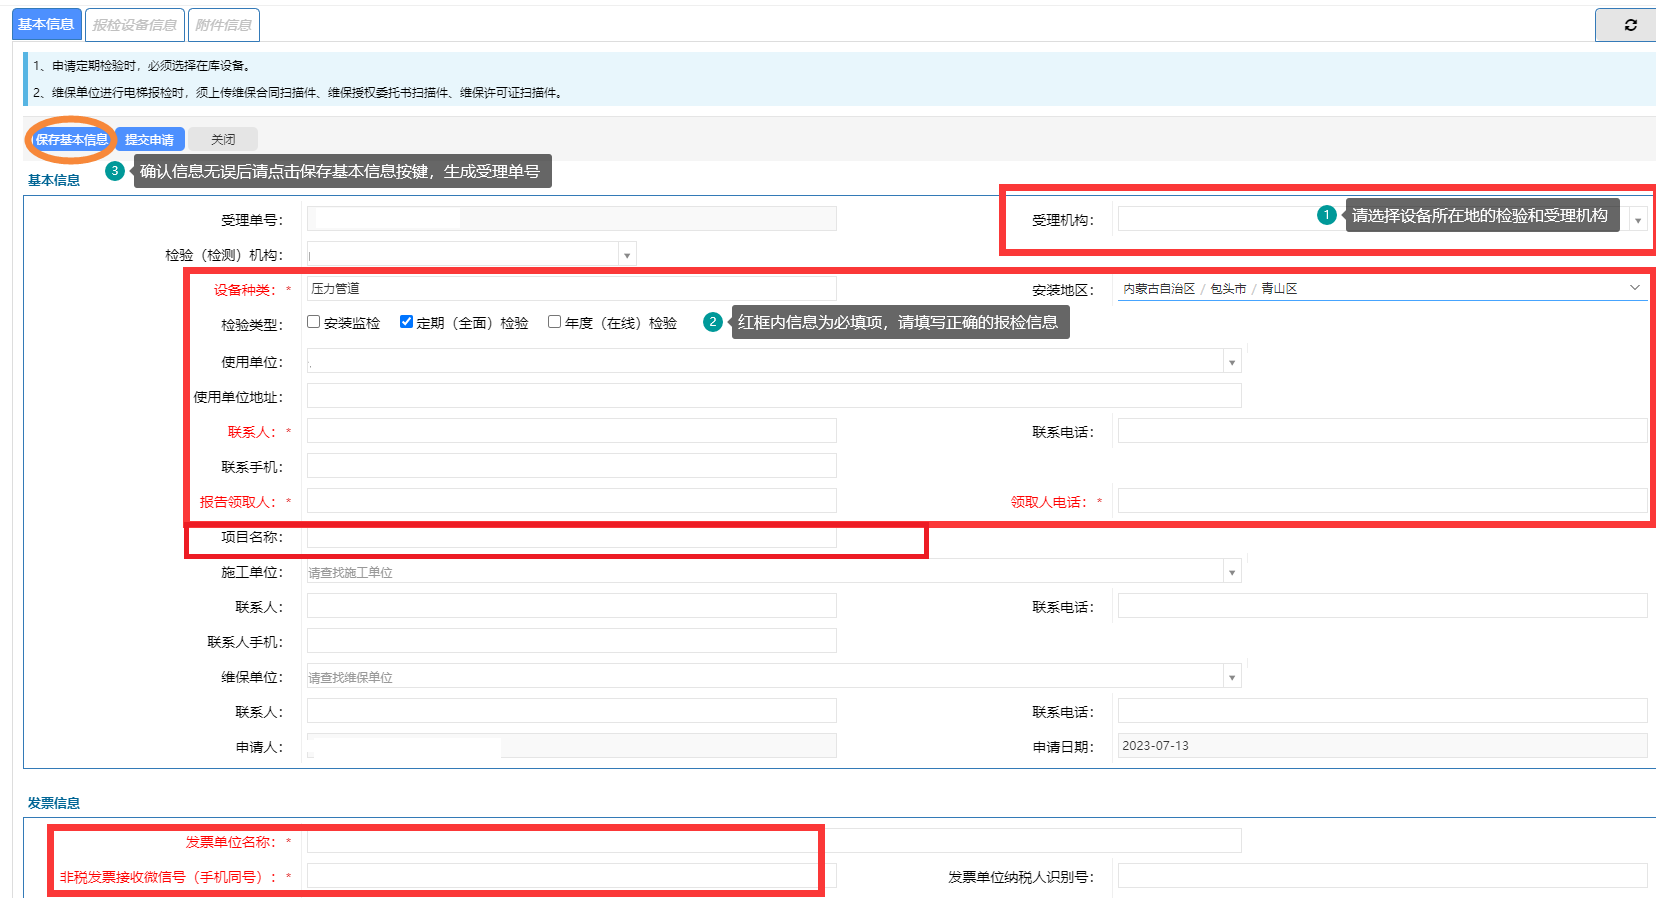 基本信息 报检设备信息 附件信息
1、申请定期检验时，必须选择在库设备。
2、维保单位进行电梯报检时，须上传维保合同扫描件、维保授权委托书扫描件、维保许可证扫描件。
保存基本信息 提交申请 关闭
3 确认信息无误后请点击保存基本信息按键，生成受理单号
基本信息
受理单号： 受理机构： 1 请选择设备所在地的检验和受理机构
检验（检测）机构：
设备种类：* 压力管道 安装地区： 内蒙古自治区 / 包头市 / 青山区
检验类型： 安装监检 定期（全面）检验 年度（在线）检验 2 红框内信息为必填项，请填写正确的报检信息
使用单位：
使用单位地址：
联系人：* 联系电话：
联系手机：
报告领取人：* 领取人电话：*
项目名称：
施工单位： 请查找施工单位
联系人： 联系电话：
联系人手机：
维保单位： 请查找维保单位
联系人： 联系电话：
申请人： 申请日期： 2023-07-13
发票信息
发票单位名称：*
非税发票接收微信号（手机同号）：* 发票单位纳税人识别号：